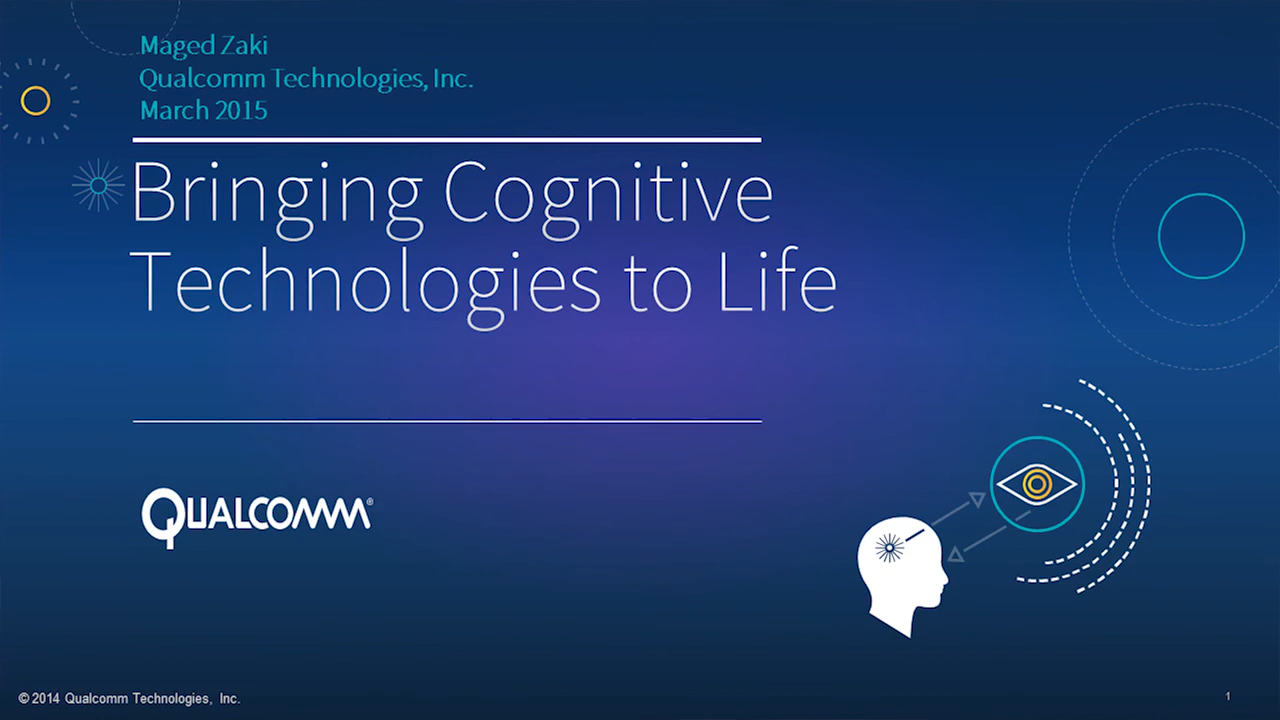 Maged Zaki
Qualcomm Technologies, Inc.
March 2015
Bringing Cognitive
Technologies to Life
QUALCOMM®
© 2014 Qualcomm Technologies, Inc.
1